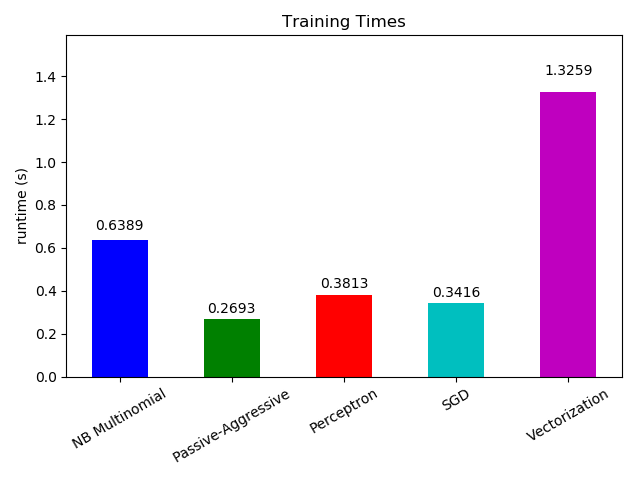 Training Times
runtime (s)
1.4
1.2
1.0
0.8
0.6
0.4
0.2
0.0
0.6389
0.2693
0.3813
0.3416
1.3259
NB Multinomial
Passive-Aggressive
Perceptron
SGD
Vectorization